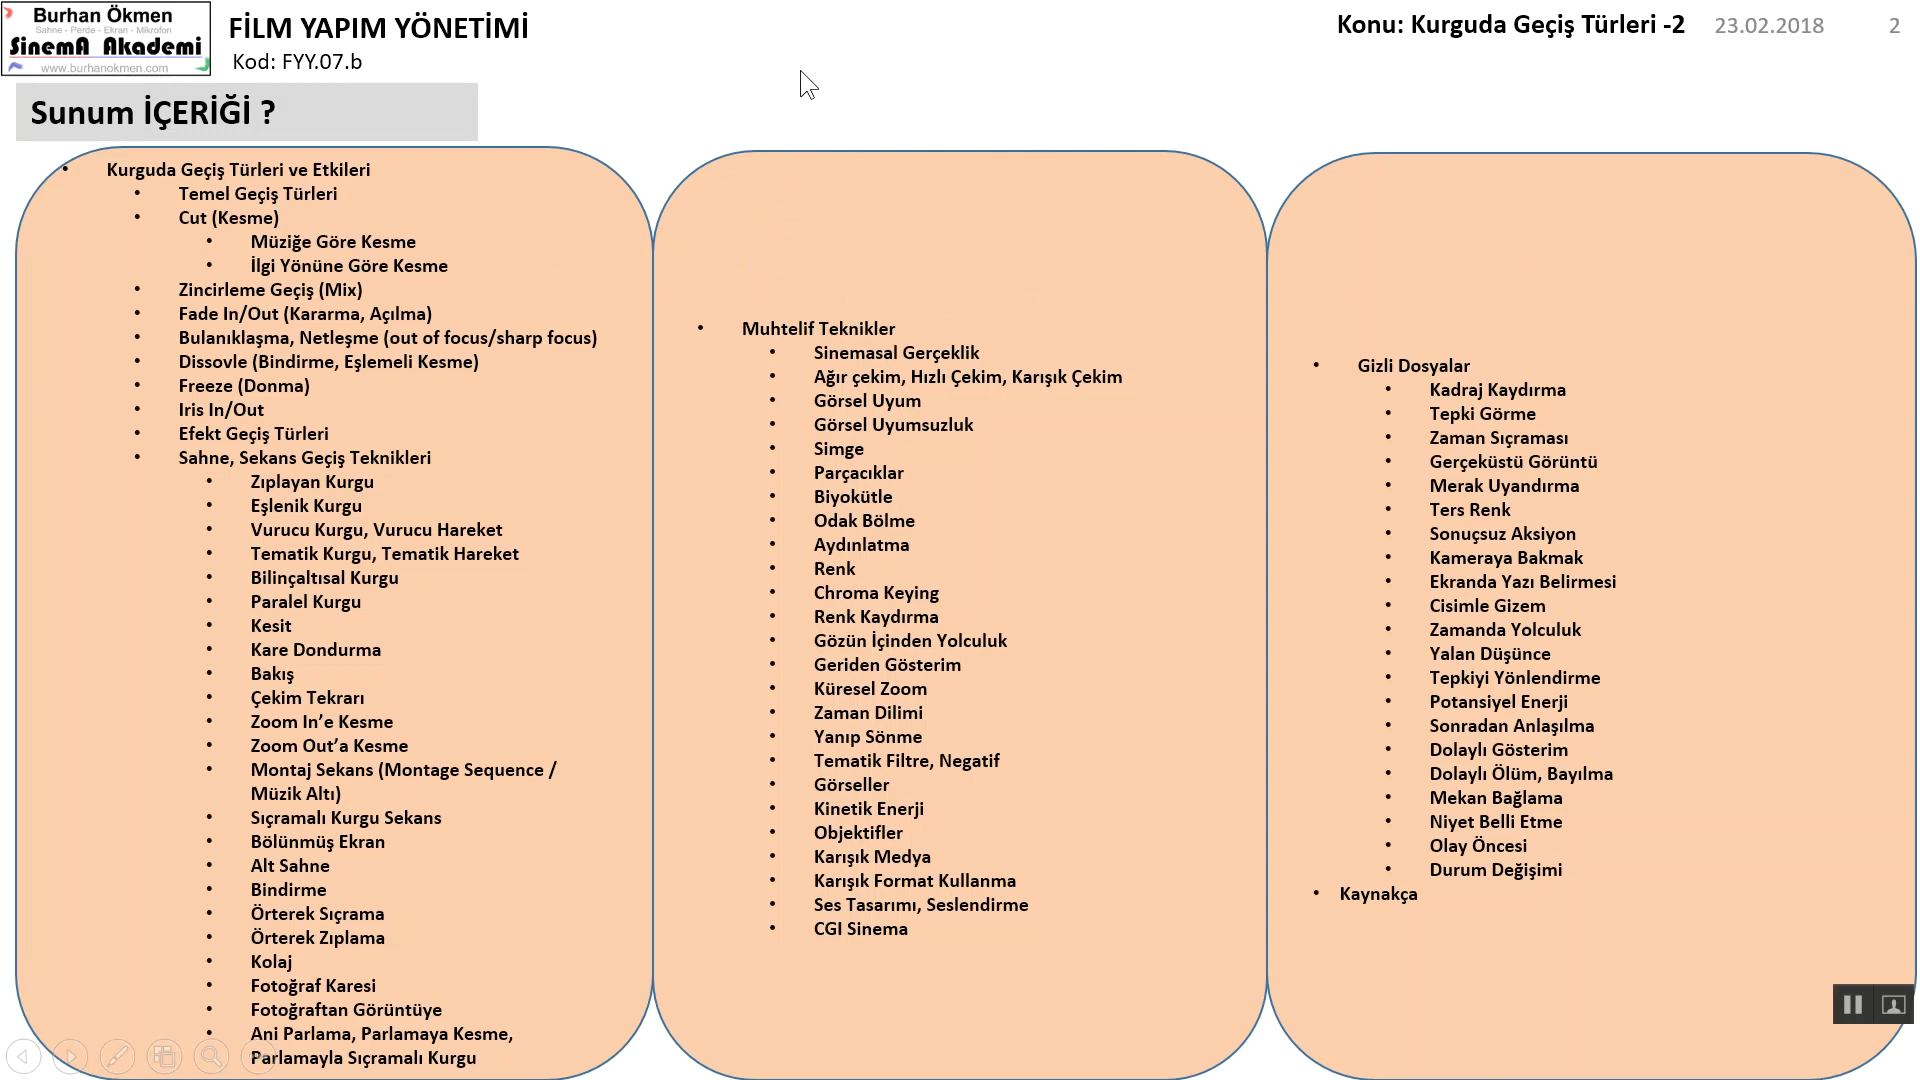 Burhan Ökmen
Sahne - Perde - Ekran - Mikrofon
SinemA Akademi
www.burhanokmen.com
FİLM YAPIM YÖNETİMİ
Kod: FYY.07.b
Konu: Kurguda Geçiş Türleri -2
23.02.2018
2
Sunum İÇERİĞİ ?
• Kurguda Geçiş Türleri ve Etkileri
• Temel Geçiş Türleri
• Cut (Kesme)
• Müziğe Göre Kesme
• İlgi Yönüne Göre Kesme
• Zincirleme Geçiş (Mix)
• Fade In/Out (Kararma, Açılma)
• Bulanıklaşma, Netleşme (out of focus/sharp focus)
• Dissovle (Bindirme, Eşlemeli Kesme)
• Freeze (Donma)
• Iris In/Out
• Efekt Geçiş Türleri
• Sahne, Sekans Geçiş Teknikleri
• Zıplayan Kurgu
• Eşlenik Kurgu
• Vurucu Kurgu, Vurucu Hareket
• Tematik Kurgu, Tematik Hareket
• Bilinçaltısal Kurgu
• Paralel Kurgu
• Kesit
• Kare Dondurma
• Bakış
• Çekim Tekrarı
• Zoom In’e Kesme
• Zoom Out’a Kesme
• Montaj Sekans (Montage Sequence /
Müzik Altı)
• Sıçramalı Kurgu Sekans
• Bölünmüş Ekran
• Alt Sahne
• Bindirme
• Örterek Sıçrama
• Örterek Zıplama
• Kolaj
• Fotoğraf Karesi
• Fotoğraftan Görüntüye
• Ani Parlama, Parlamaya Kesme,
Parlamayla Sıçramalı Kurgu
• Muhtelif Teknikler
• Sinemasal Gerçeklik
• Ağır çekim, Hızlı Çekim, Karışık Çekim
• Görsel Uyum
• Görsel Uyumsuzluk
• Simge
• Parçacıklar
• Biyokütle
• Odak Bölme
• Aydınlatma
• Renk
• Chroma Keying
• Renk Kaydırma
• Gözün İçinden Yolculuk
• Geriden Gösterim
• Küresel Zoom
• Zaman Dilimi
• Yanıp Sönme
• Tematik Filtre, Negatif
• Görseller
• Kinetik Enerji
• Objektifler
• Karışık Medya
• Karışık Format Kullanma
• Ses Tasarımı, Seslendirme
• CGI Sinema
• Gizli Dosyalar
• Kadraj Kaydırma
• Tepki Görme
• Zaman Sıçraması
• Gerçeküstü Görüntü
• Merak Uyandırma
• Ters Renk
• Sonuçsuz Aksiyon
• Kameraya Bakmak
• Ekranda Yazı Belirmesi
• Cisimle Gizem
• Zamanda Yolculuk
• Yalan Düşünce
• Tepkiyi Yönlendirme
• Potansiyel Enerji
• Sonradan Anlaşılma
• Dolaylı Gösterim
• Dolaylı Ölüm, Bayılma
• Mekan Bağlama
• Niyet Belli Etme
• Olay Öncesi
• Durum Değişimi
• Kaynakça